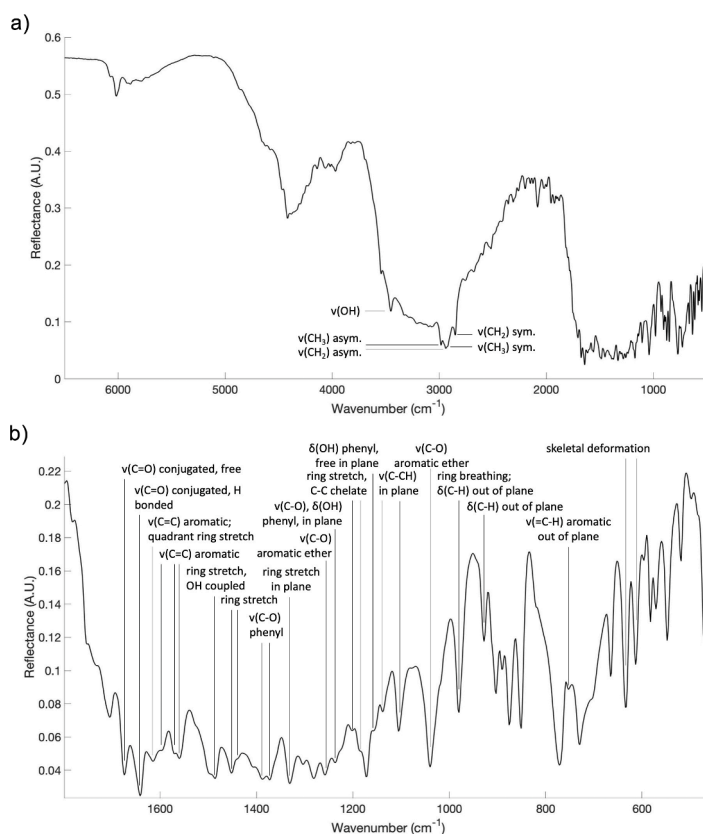 a)
0.6
0.5
0.4
0.3
0.2
0.1
0
Reflectance (A.U.)
ν(OH)
ν(CH3) asym.
ν(CH2) asym.
ν(CH2) sym.
ν(CH3) sym.
6000 5000 4000 3000 2000 1000
Wavenumber (cm-1)
b)
0.22
0.2
0.18
0.16
0.14
0.12
0.1
0.08
0.06
0.04
Reflectance (A.U.)
ν(C=O) conjugated, free
ν(C=O) conjugated, H
bonded
ν(C=C) aromatic;
quadrant ring stretch
ν(C=C) aromatic
ring stretch,
OH coupled
ring stretch
ν(C-O)
phenyl
δ(OH) phenyl,
free in plane
ring stretch,
C-C chelate
ν(C-O), δ(OH)
phenyl, in plane
ν(C-O)
aromatic ether
ring stretch
in plane
ν(C-CH)
in plane
ν(C-O)
aromatic ether
ring breathing;
δ(C-H) out of plane
δ(C-H) out of plane
ν(=C-H) aromatic
out of plane
skeletal deformation
1600 1400 1200 1000 800 600
Wavenumber (cm-1)